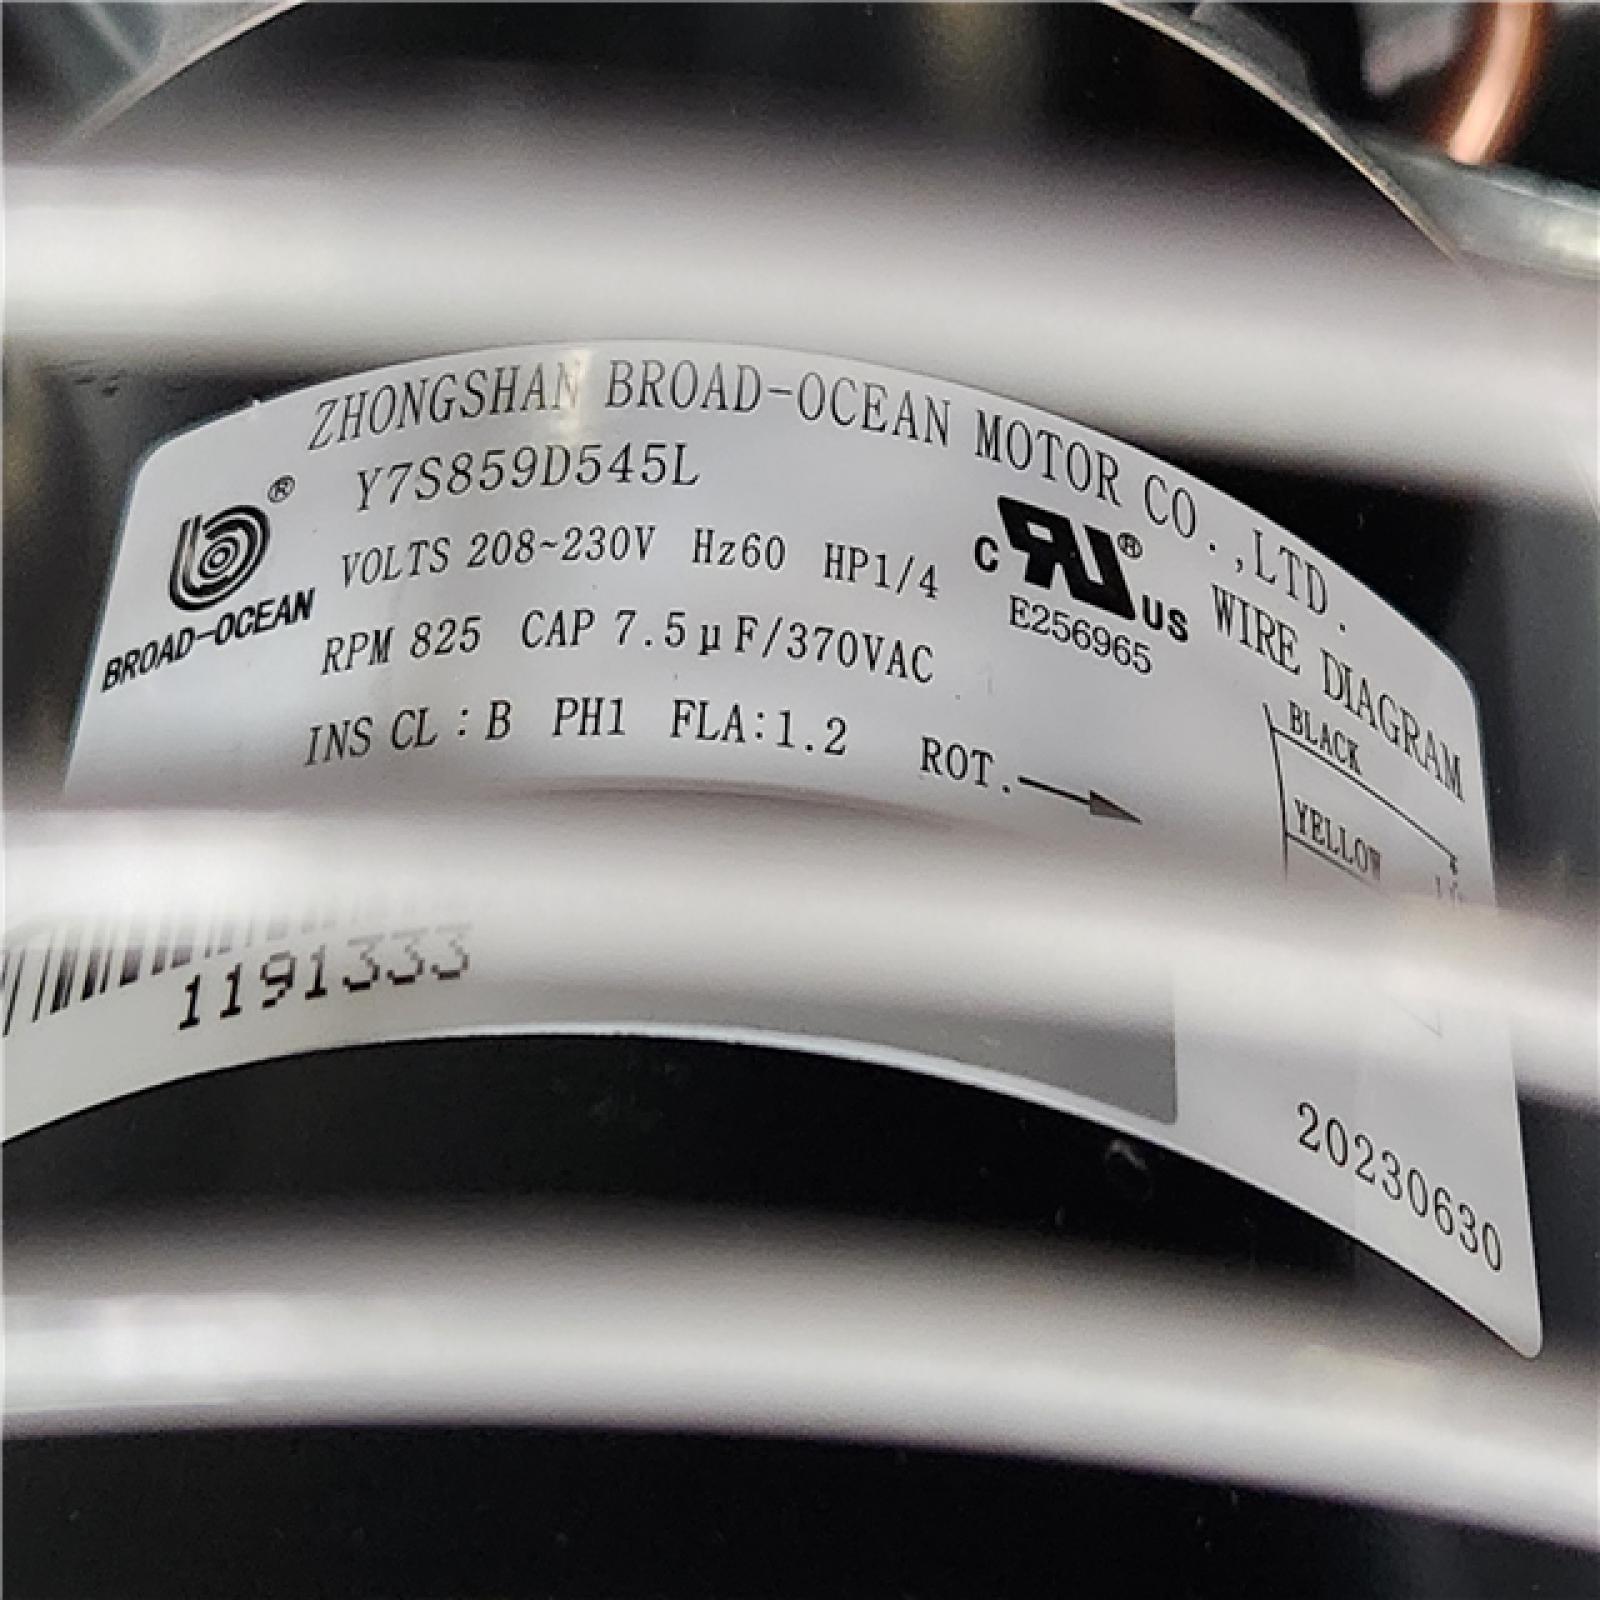 ZHONGSHAN BROAD-OCEAN MOTOR CO.,LTD.
®
BROAD-OCEAN
Y7S859D545L
VOLTS 208~230V Hz60 HP1/4
RPM 825 CAP 7.5μF/370VAC
INS CL:B PH1 FLA:1.2 ROT.
C ® US
E256965
WIRE DIAGRAM
BLACK
YELLOW
1191333
20230630